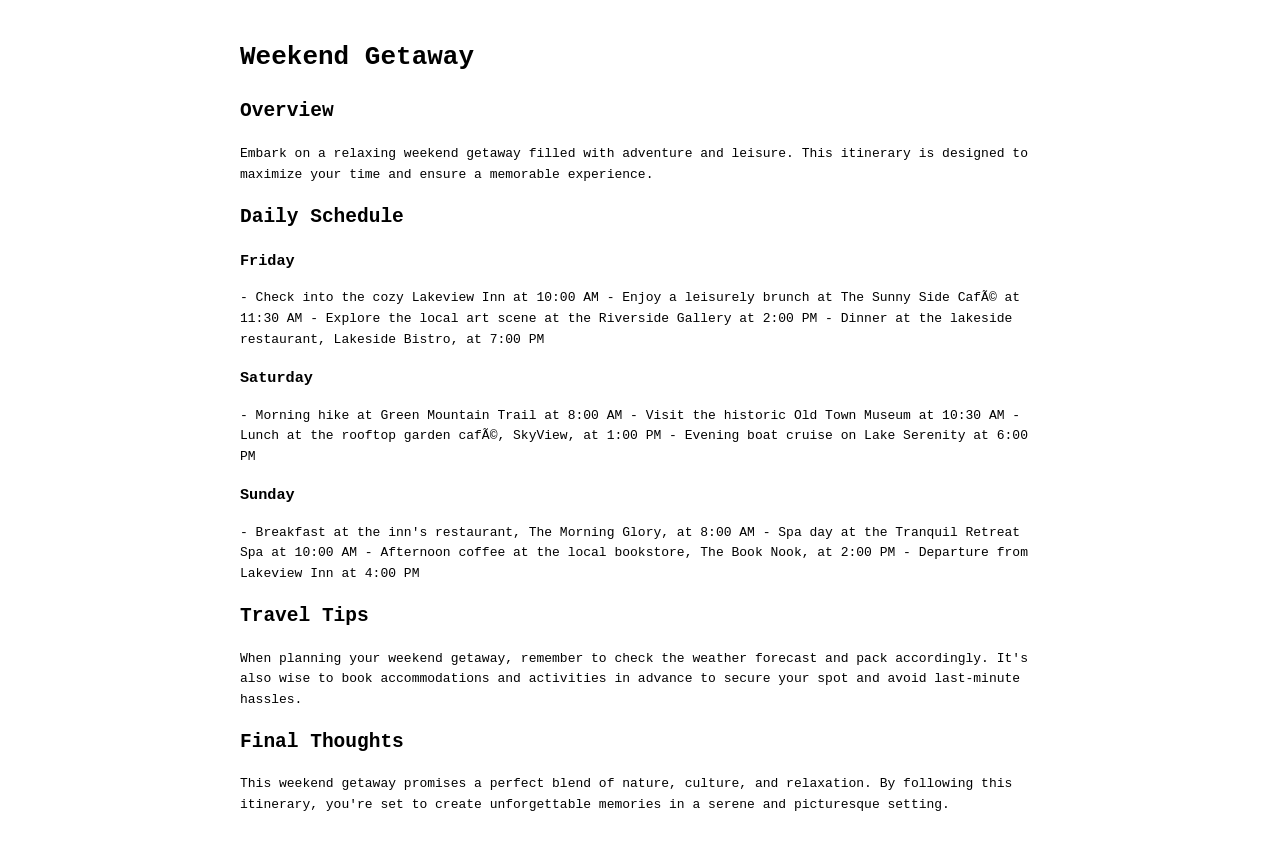 Weekend Getaway
Overview
Embark on a relaxing weekend getaway filled with adventure and leisure. This itinerary is designed to
maximize your time and ensure a memorable experience.
Daily Schedule
Friday
- Check into the cozy Lakeview Inn at 10:00 AM - Enjoy a leisurely brunch at The Sunny Side CafÃ© at
11:30 AM - Explore the local art scene at the Riverside Gallery at 2:00 PM - Dinner at the lakeside
restaurant, Lakeside Bistro, at 7:00 PM
Saturday
- Morning hike at Green Mountain Trail at 8:00 AM - Visit the historic Old Town Museum at 10:30 AM -
Lunch at the rooftop garden cafÃ©, SkyView, at 1:00 PM - Evening boat cruise on Lake Serenity at 6:00
PM
Sunday
- Breakfast at the inn's restaurant, The Morning Glory, at 8:00 AM - Spa day at the Tranquil Retreat
Spa at 10:00 AM - Afternoon coffee at the local bookstore, The Book Nook, at 2:00 PM - Departure from
Lakeview Inn at 4:00 PM
Travel Tips
When planning your weekend getaway, remember to check the weather forecast and pack accordingly. It's
also wise to book accommodations and activities in advance to secure your spot and avoid last-minute
hassles.
Final Thoughts
This weekend getaway promises a perfect blend of nature, culture, and relaxation. By following this
itinerary, you're set to create unforgettable memories in a serene and picturesque setting.